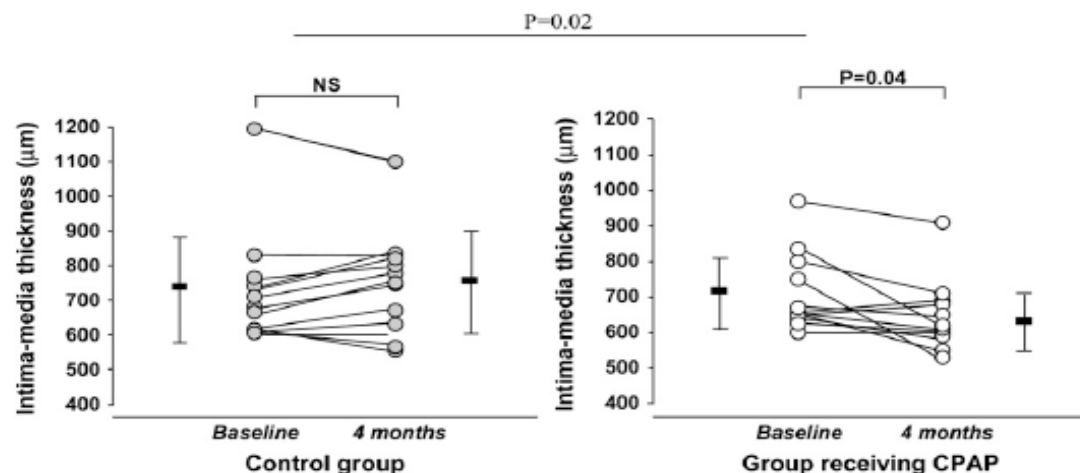 P=0.02
NS
Intima-media thickness (μm)
1200
1100
1000
900
800
700
600
500
400
Baseline 4 months
Control group
P=0.04
Intima-media thickness (μm)
1200
1100
1000
900
800
700
600
500
400
Baseline 4 months
Group receiving CPAP